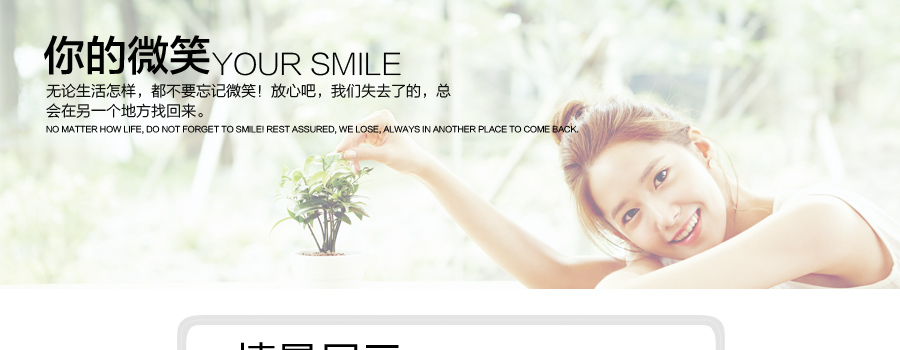 你的微笑YOUR SMILE
无论生活怎样，都不要忘记微笑！放心吧，我们失去了的，总
会在另一个地方找回来。
NO MATTER HOW LIFE, DO NOT FORGET TO SMILE! REST ASSURED, WE LOSE, ALWAYS IN ANOTHER PLACE TO COME BACK.